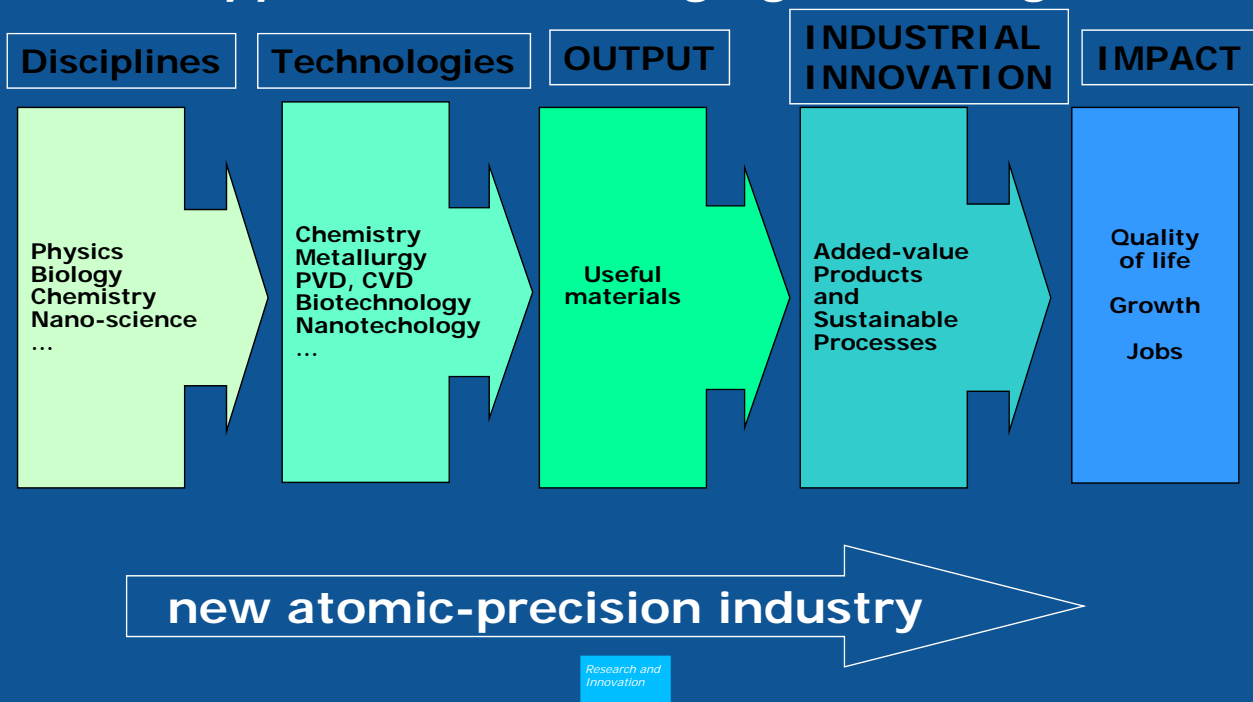 Disciplines
Technologies
OUTPUT
INDUSTRIAL
INNOVATION
IMPACT
Physics
Biology
Chemistry
Nano-science
...
Chemistry
Metallurgy
PVD, CVD
Biotechnology
Nanotechology
...
Useful
materials
Added-value
Products
and
Sustainable
Processes
Quality
of life
Growth
Jobs
new atomic-precision industry
Research and
Innovation